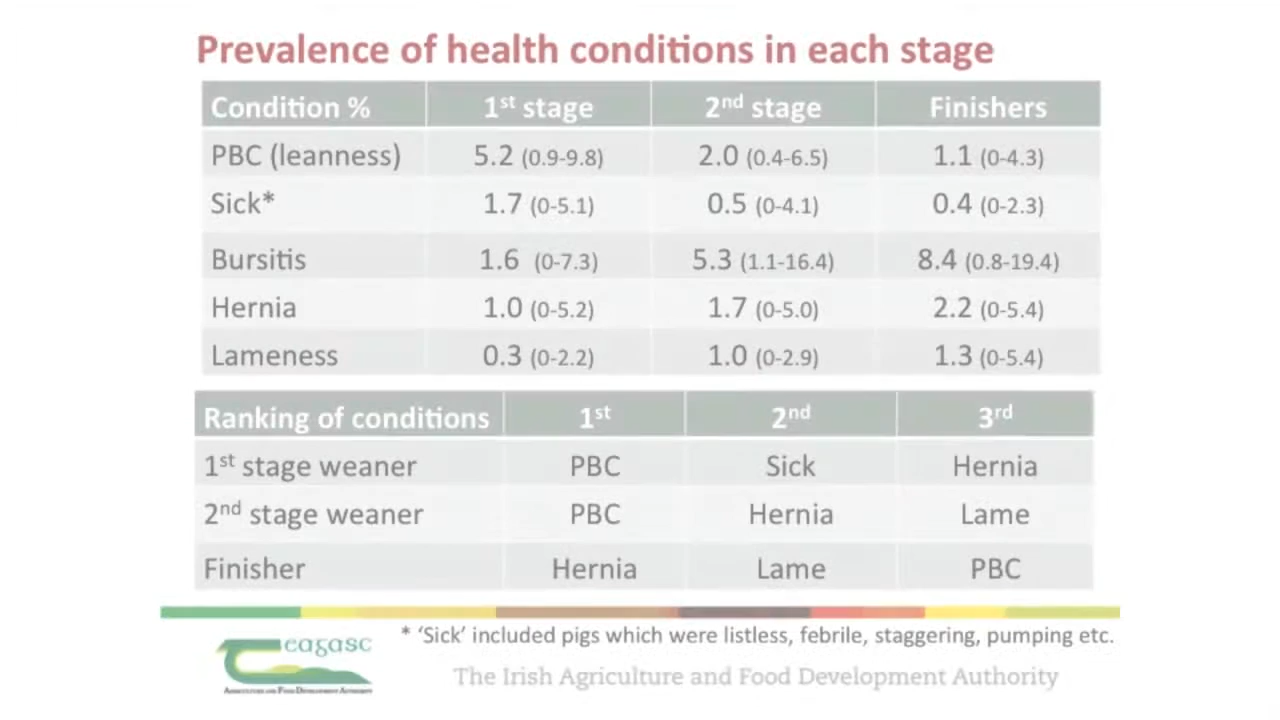 Prevalence of health conditions in each stage
Condition % 1st stage 2nd stage Finishers
PBC (leanness) 5.2 (0.9-9.8) 2.0 (0.4-6.5) 1.1 (0-4.3)
Sick* 1.7 (0-5.1) 0.5 (0-4.1) 0.4 (0-2.3)
Bursitis 1.6 (0-7.3) 5.3 (1.1-16.4) 8.4 (0.8-19.4)
Hernia 1.0 (0-5.2) 1.7 (0-5.0) 2.2 (0-5.4)
Lameness 0.3 (0-2.2) 1.0 (0-2.9) 1.3 (0-5.4)
Ranking of conditions 1st 2nd 3rd
1st stage weaner PBC Sick Hernia
2nd stage weaner PBC Hernia Lame
Finisher Hernia Lame PBC
* ‘Sick’ included pigs which were listless, febrile, staggering, pumping etc.
Teagasc
Agriculture and Food Development Authority
The Irish Agriculture and Food Development Authority